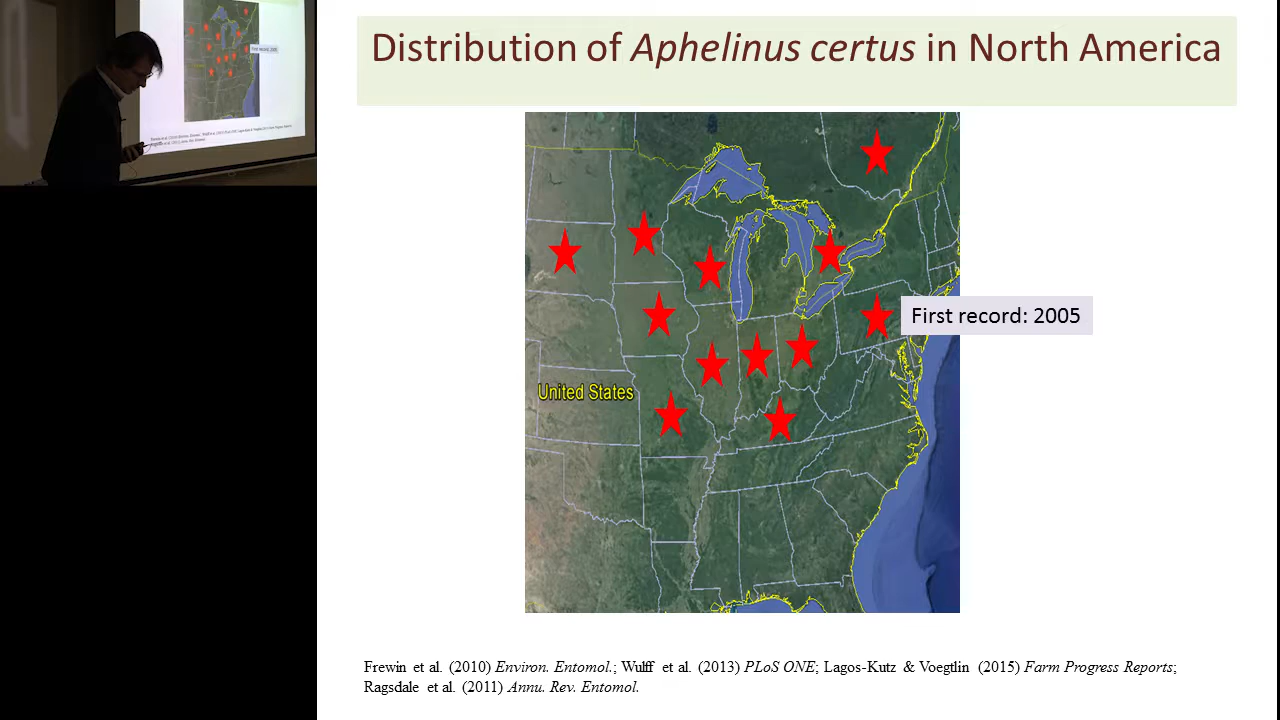 Distribution of Aphelinus certus in North America
First record: 2005
United States
Frewin et al. (2010) Environ. Entomol.; Wulff et al. (2013) PLoS ONE; Lagos-Kutz & Voegtlin (2015) Farm Progress Reports;
Ragsdale et al. (2011) Annu. Rev. Entomol.